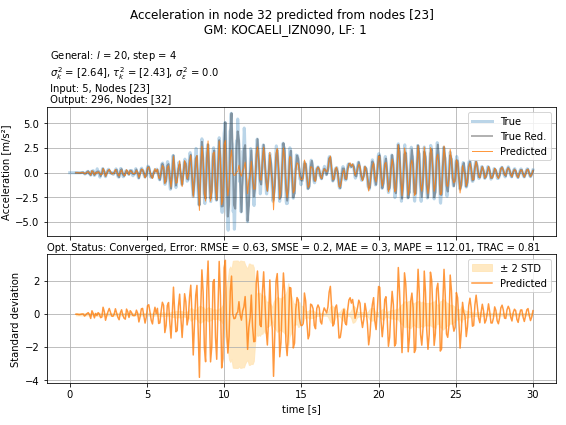 Acceleration in node 32 predicted from nodes [23]
GM: KOCAELI_IZN090, LF: 1
General: l = 20, step = 4
σ²ₖ = [2.64], τ²ₖ = [2.43], σ²ε = 0.0
Input: 5, Nodes [23]
Output: 296, Nodes [32]
Acceleration [m/s²]
5.0
2.5
0.0
−2.5
−5.0
True
True Red.
Predicted
Opt. Status: Converged, Error: RMSE = 0.63, SMSE = 0.2, MAE = 0.3, MAPE = 112.01, TRAC = 0.81
Standard deviation
2
0
−2
−4
± 2 STD
Predicted
0 5 10 15 20 25 30
time [s]